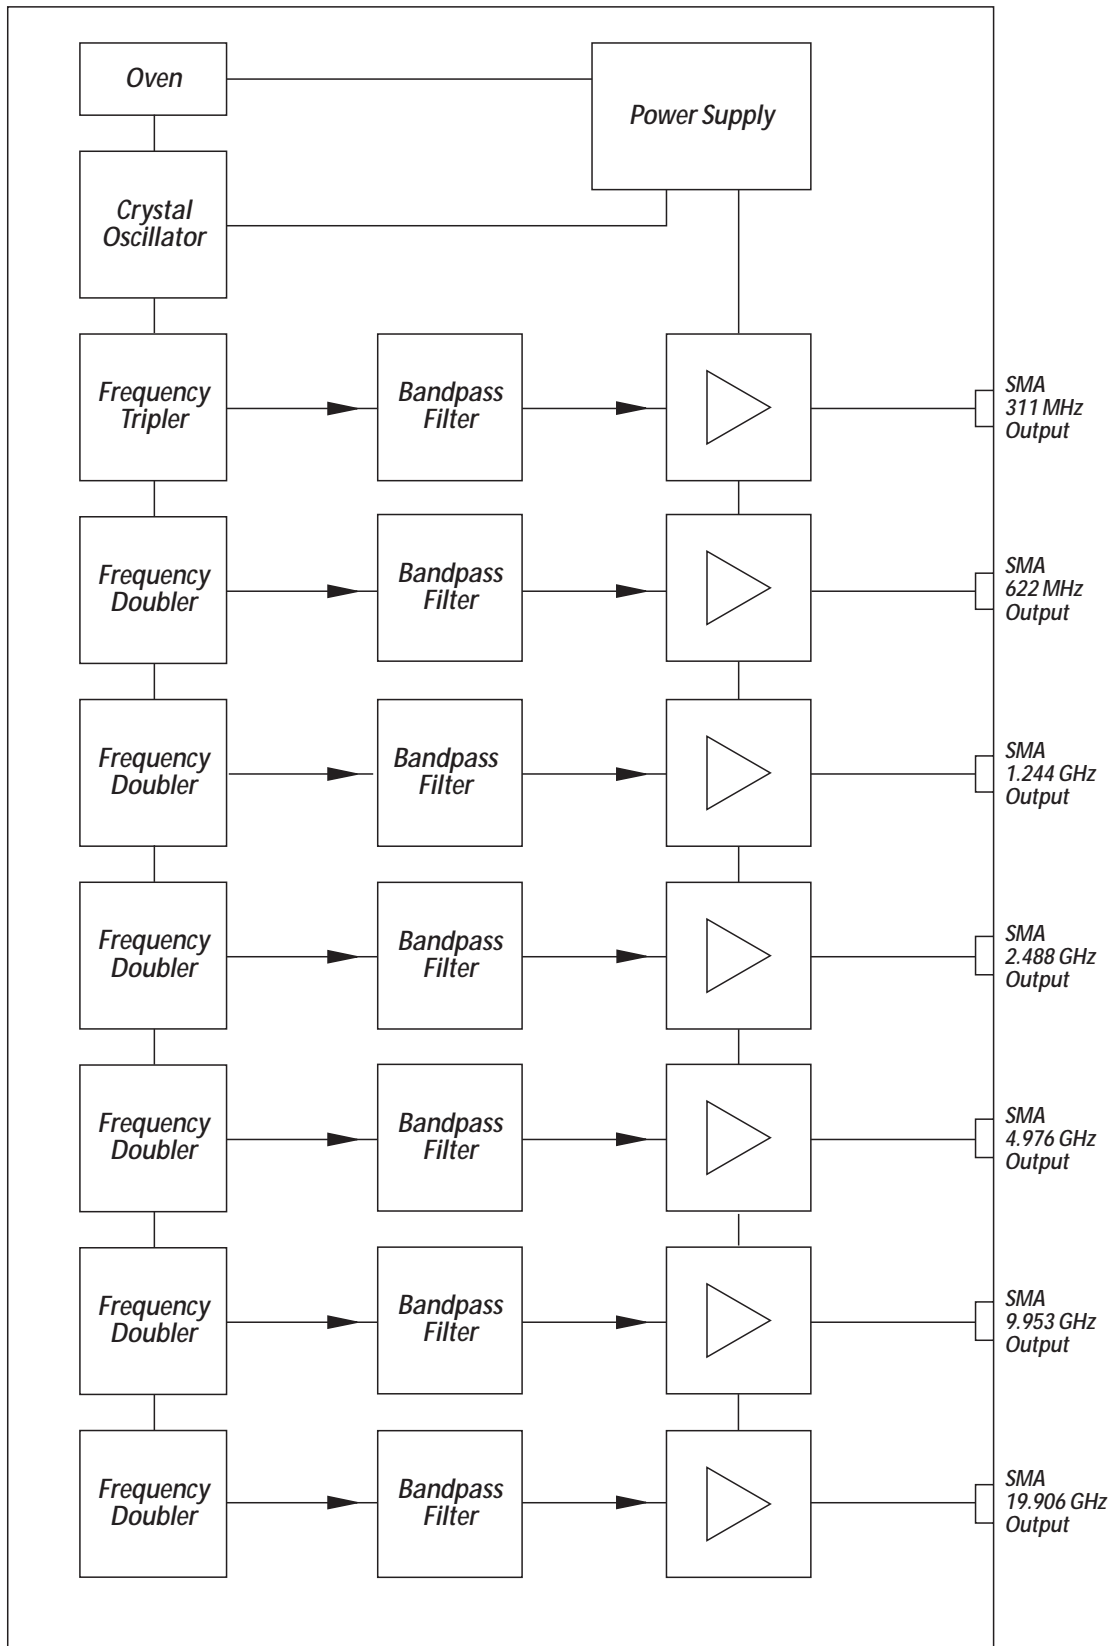 Oven
Power Supply
Crystal
Oscillator
Frequency
Tripler
Bandpass
Filter
SMA
311 MHz
Output
Frequency
Doubler
Bandpass
Filter
SMA
622 MHz
Output
Frequency
Doubler
Bandpass
Filter
SMA
1.244 GHz
Output
Frequency
Doubler
Bandpass
Filter
SMA
2.488 GHz
Output
Frequency
Doubler
Bandpass
Filter
SMA
4.976 GHz
Output
Frequency
Doubler
Bandpass
Filter
SMA
9.953 GHz
Output
Frequency
Doubler
Bandpass
Filter
SMA
19.906 GHz
Output